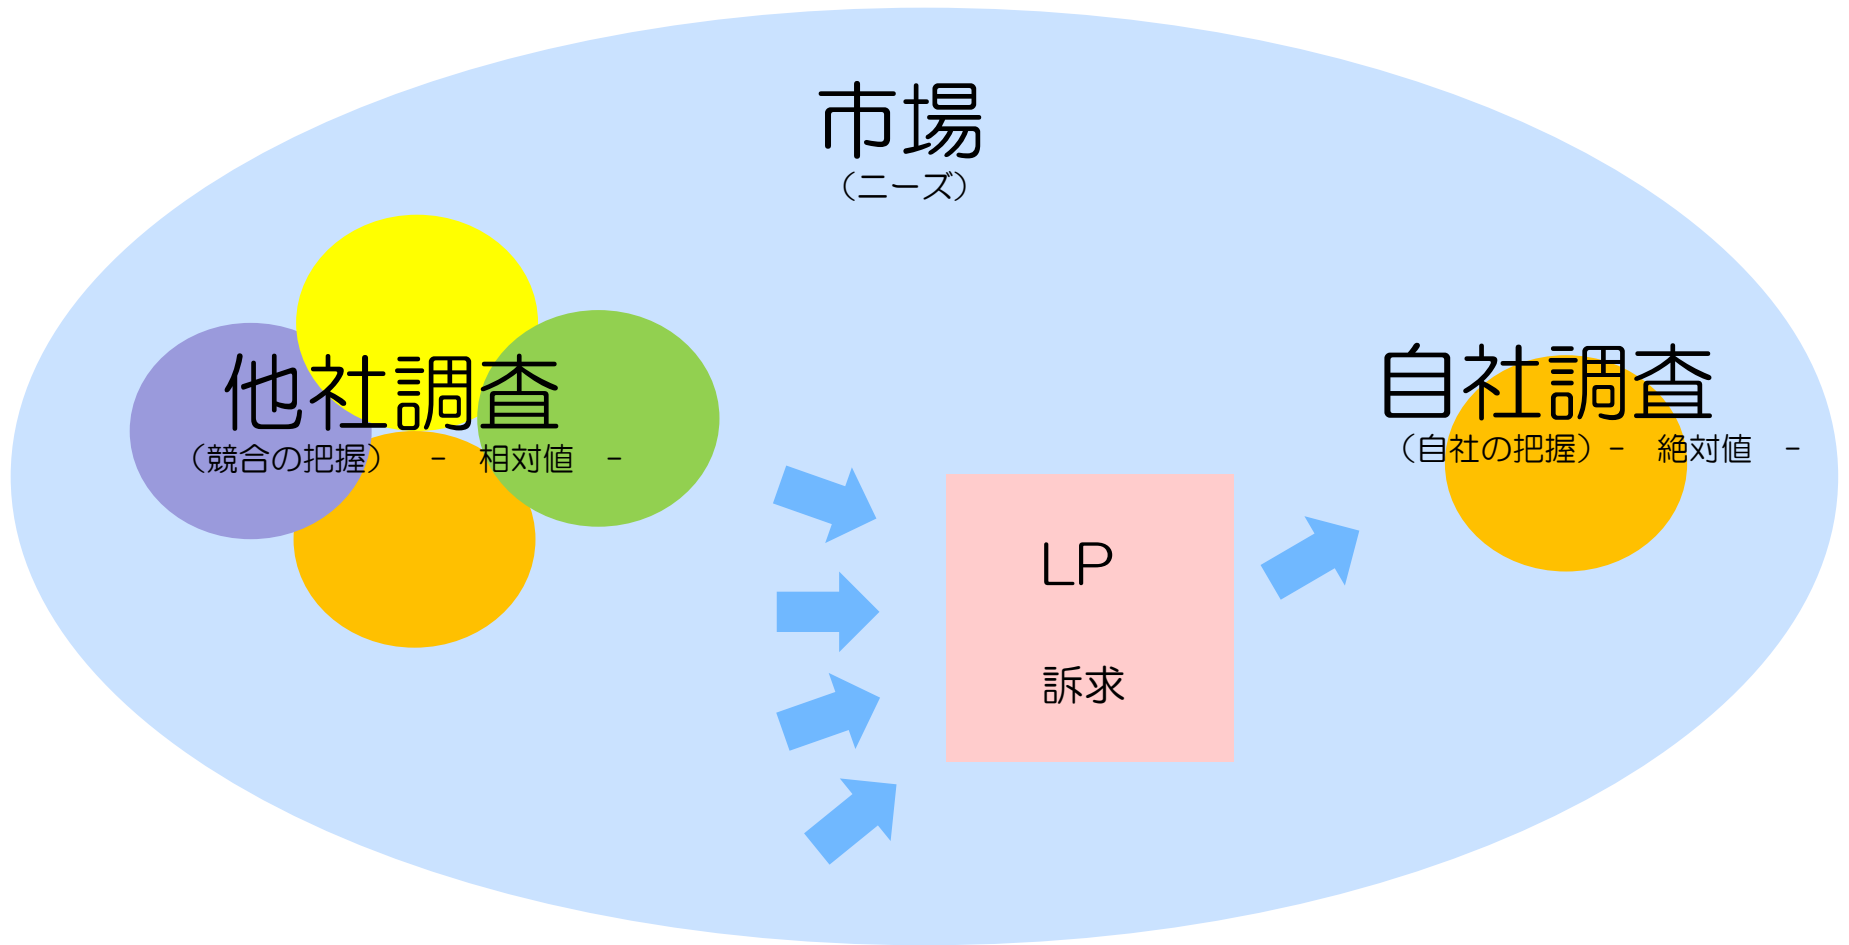 市場
（ニーズ）
他社調査
（競合の把握）　-　相対値　-
自社調査
（自社の把握）-　絶対値　-
LP
訴求